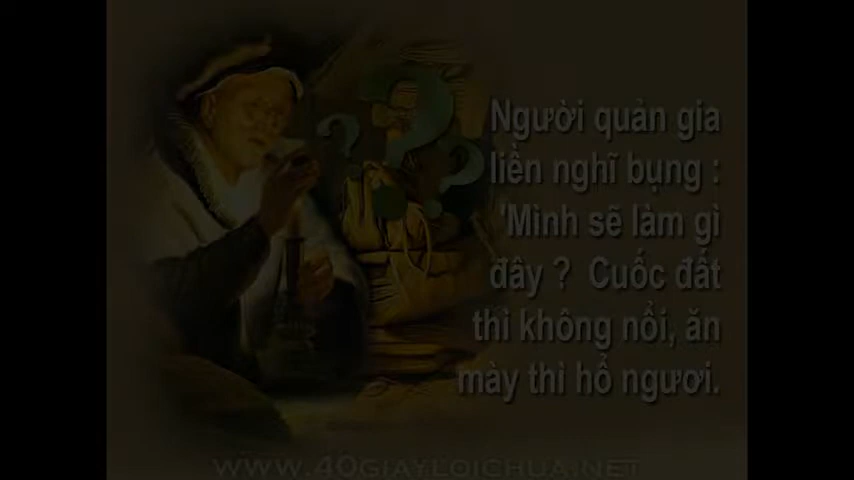 Người quản gia
liền nghĩ bụng :
'Mình sẽ làm gì
đây ? Cuốc đất
thì không nổi, ăn
mày thì hổ ngươi.
WWW.40GIAYLOICHUA.NET